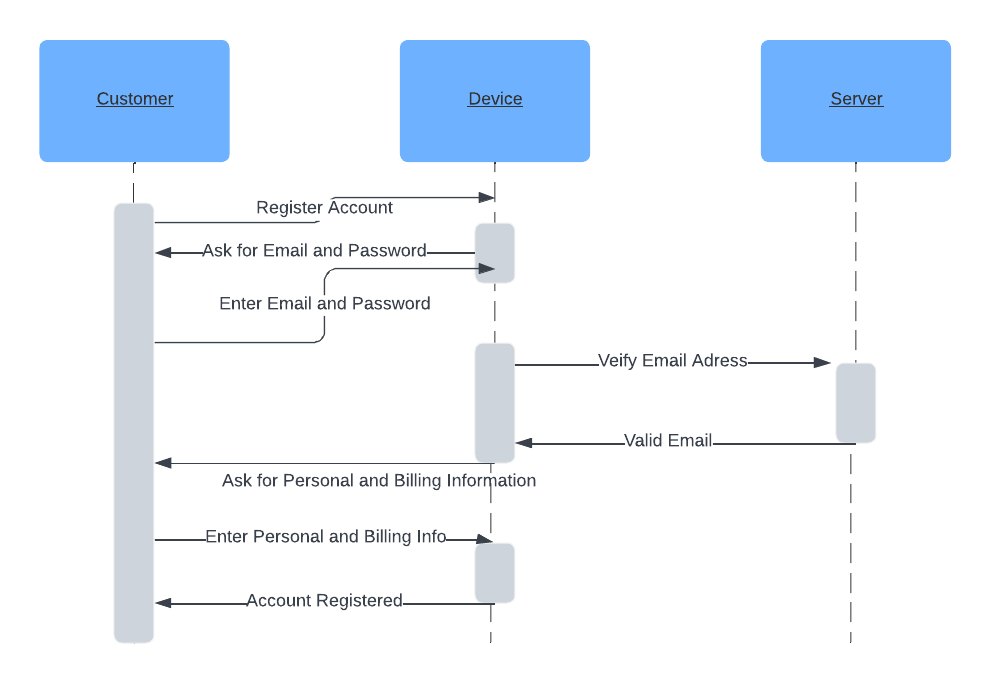 Customer
Device
Server
Register Account
Ask for Email and Password
Enter Email and Password
Veify Email Adress
Valid Email
Ask for Personal and Billing Information
Enter Personal and Billing Info
Account Registered